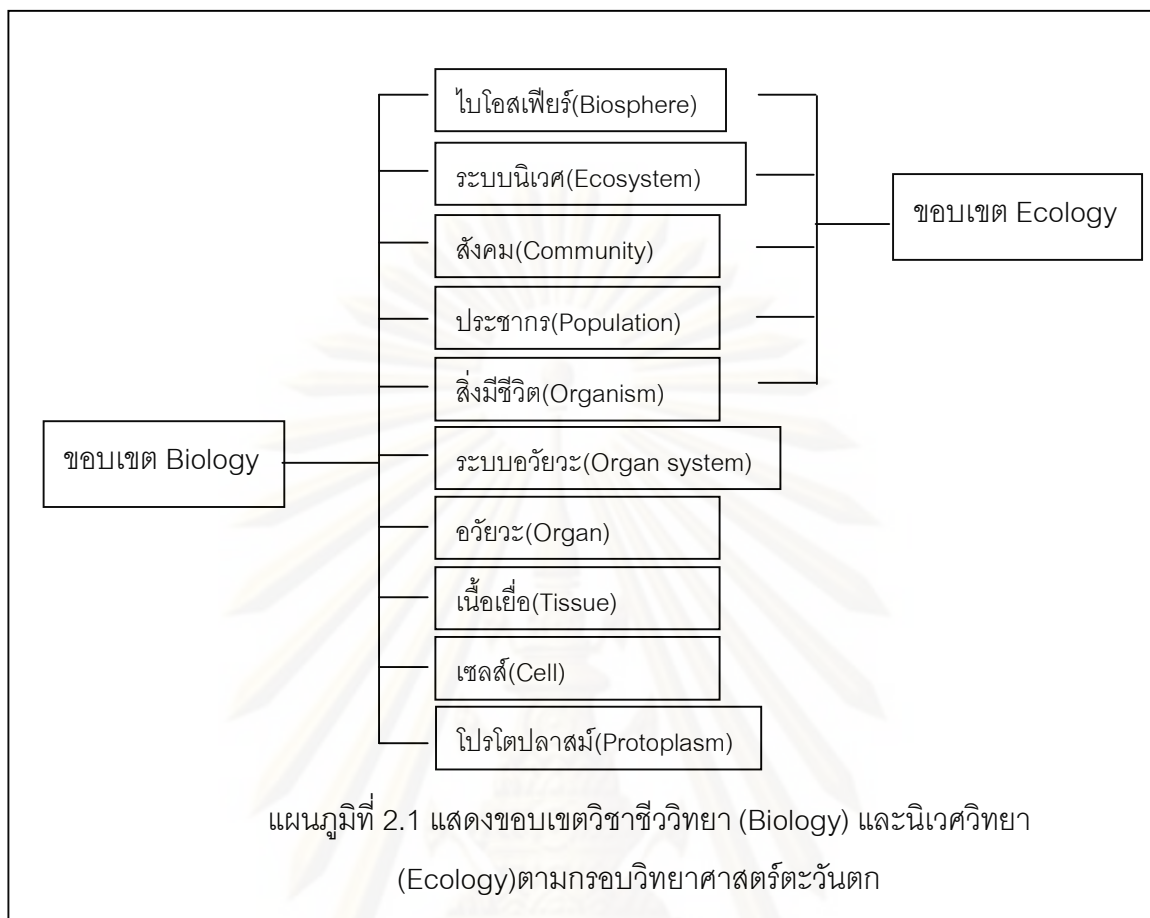 ไบโอสเฟียร์(Biosphere)
ระบบนิเวศ(Ecosystem)
สังคม(Community)
ประชากร(Population)
สิ่งมีชีวิต(Organism)
ระบบอวัยวะ(Organ system)
อวัยวะ(Organ)
เนื้อเยื่อ(Tissue)
เซลส์(Cell)
โปรโตปลาสม์(Protoplasm)
ขอบเขต Biology
ขอบเขต Ecology
แผนภูมิที่ 2.1 แสดงขอบเขตวิชาชีววิทยา (Biology) และนิเวศวิทยา
(Ecology)ตามกรอบวิทยาศาสตร์ตะวันตก